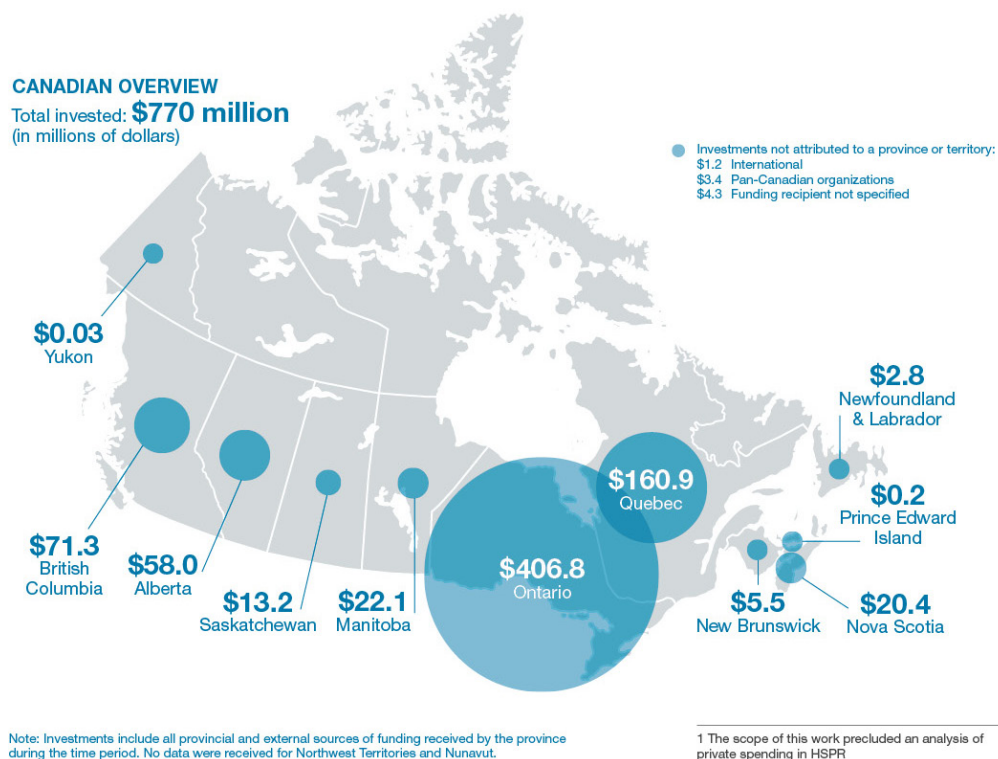 CANADIAN OVERVIEW
Total invested: $770 million
(in millions of dollars)
Investments not attributed to a province or territory:
$1.2 International
$3.4 Pan-Canadian organizations
$4.3 Funding recipient not specified
$0.03
Yukon
$2.8
Newfoundland
& Labrador
$160.9
Quebec
$0.2
Prince Edward
Island
$71.3
British
Columbia
$58.0
Alberta
$406.8
Ontario
$13.2
Saskatchewan
$22.1
Manitoba
$5.5
New Brunswick
$20.4
Nova Scotia
Note: Investments include all provincial and external sources of funding received by the province
during the time period. No data were received for Northwest Territories and Nunavut.
1 The scope of this work precluded an analysis of
private spending in HSPR